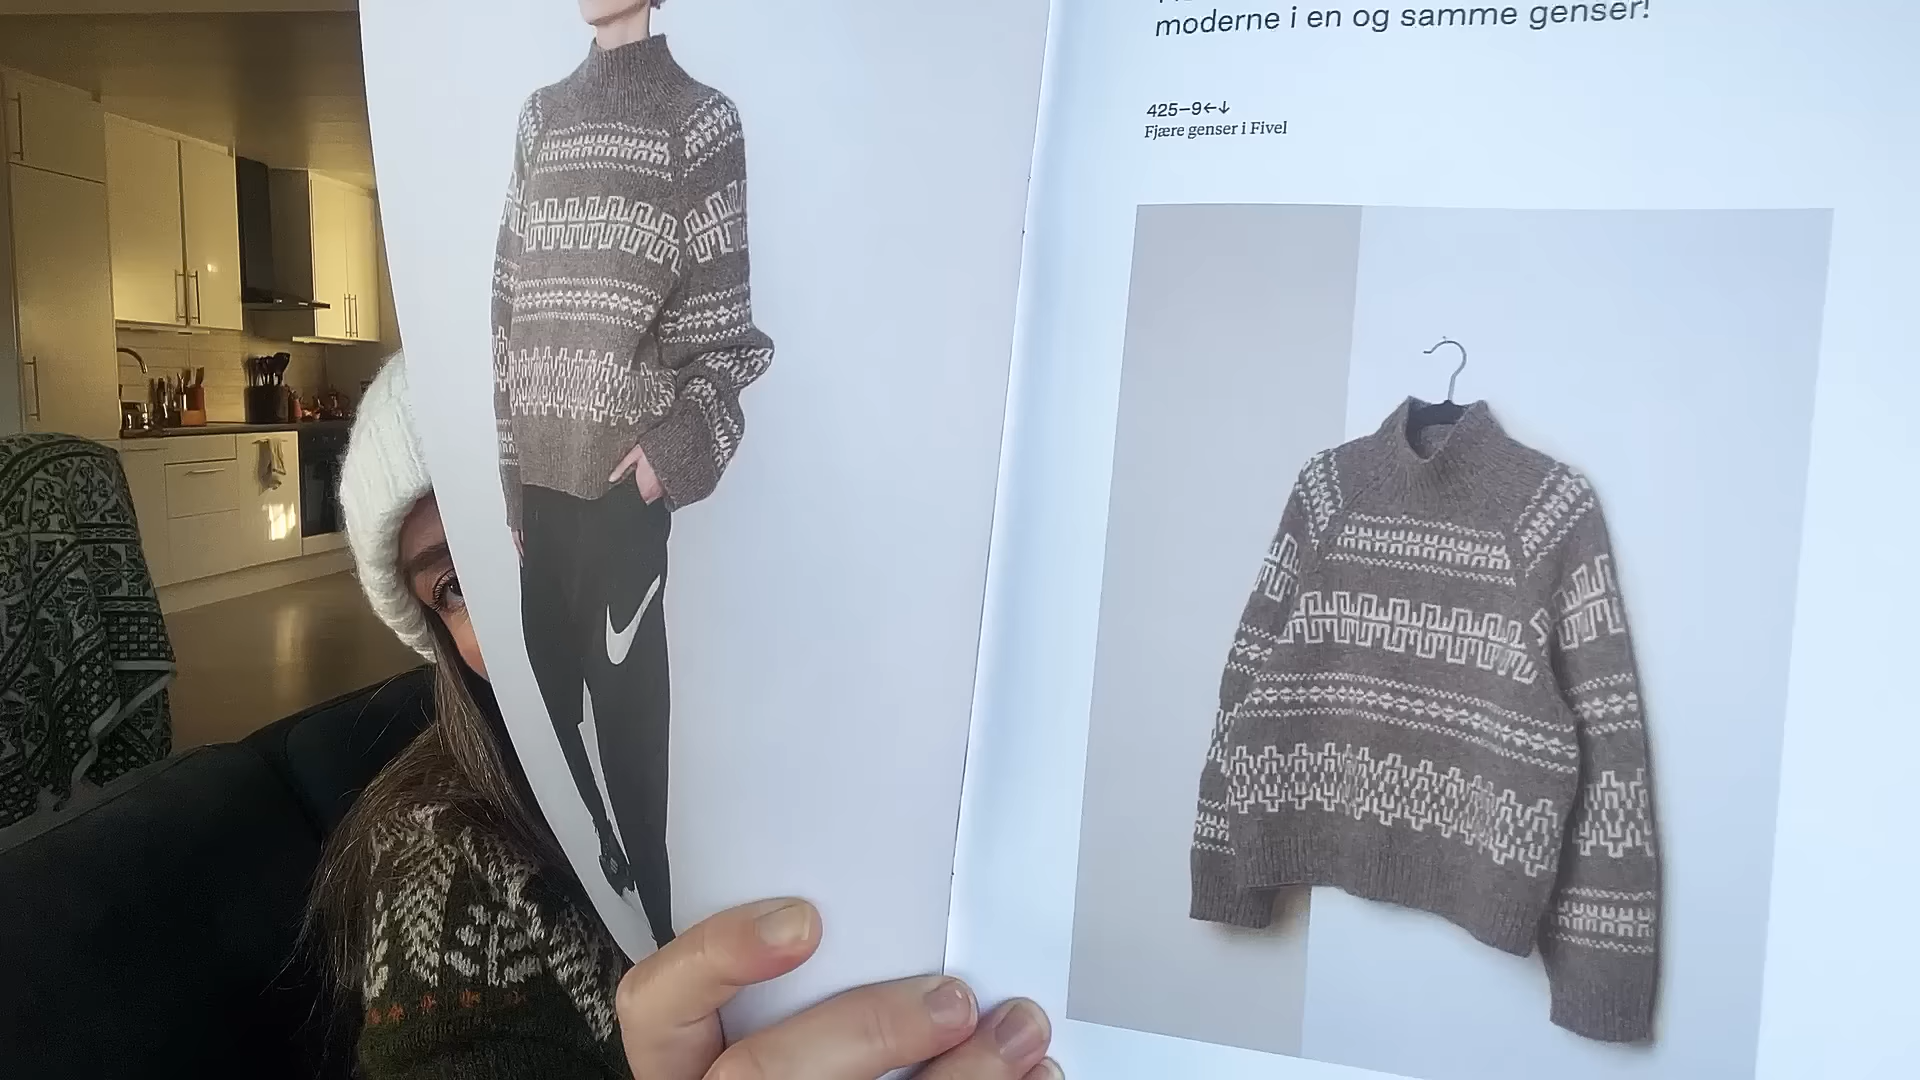 moderne i en og samme genser!
425–9←↓
Fjære genser i Fivel